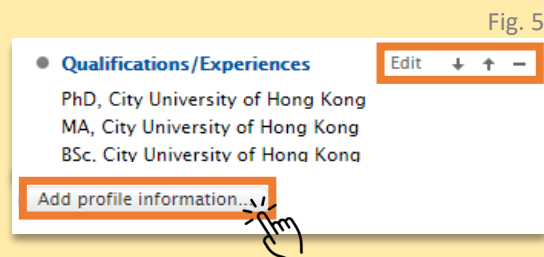 Fig. 5
Qualifications/Experiences Edit
PhD, City University of Hong Kong
MA, City University of Hong Kong
BSc, City University of Hong Kong
Add profile information...